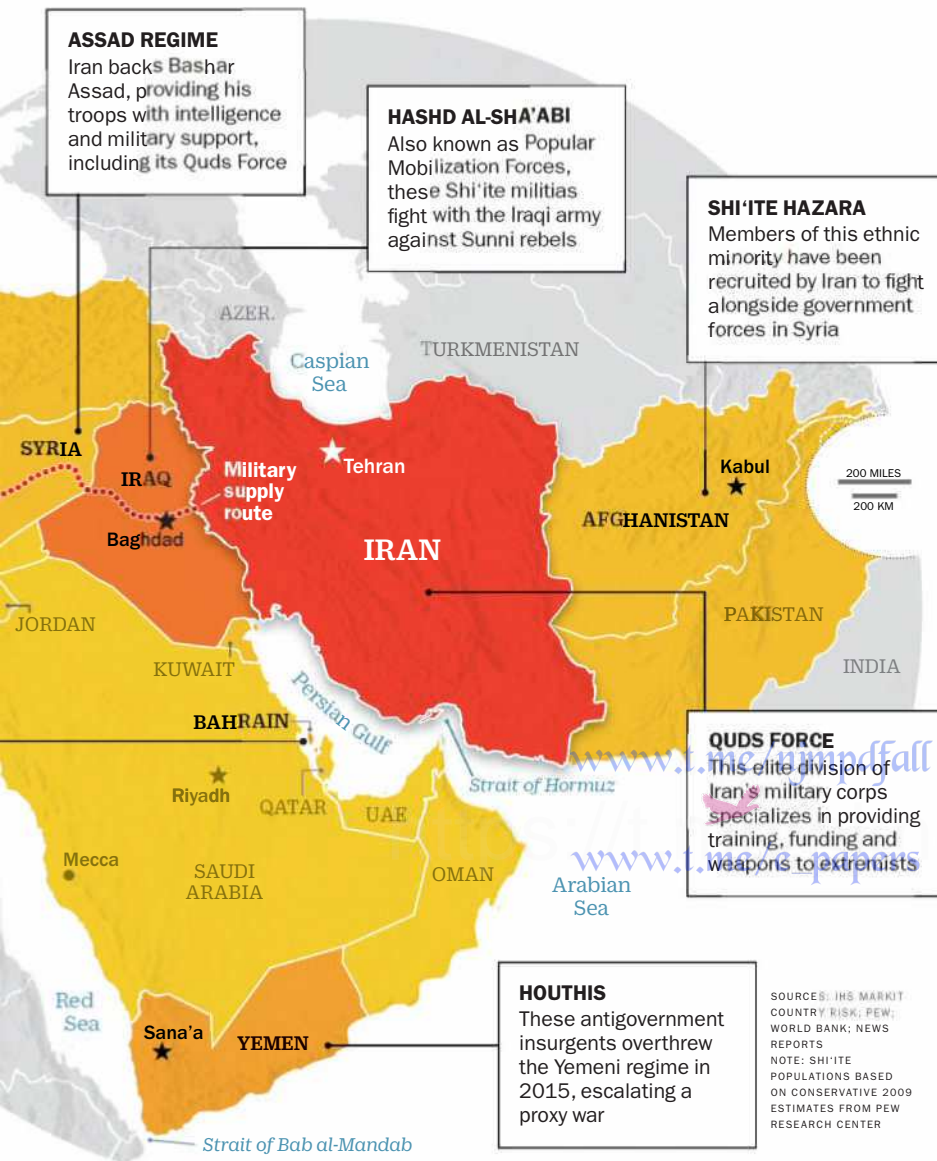 ASSAD REGIME
Iran backs Bashar
Assad, providing his
troops with intelligence
and military support,
including its Quds Force
HASHD AL-SHA'ABI
Also known as Popular
Mobilization Forces,
these Shi'ite militias
fight with the Iraqi army
against Sunni rebels
SHI'ITE HAZARA
Members of this ethnic
minority have been
recruited by Iran to fight
alongside government
forces in Syria
AZER.
TURKMENISTAN
Caspian
Sea
SYRIA
IRAQ
Military
supply
route
Tehran
Kabul
200 MILES
200 KM
Baghdad
IRAN
AFGHANISTAN
JORDAN
KUWAIT
PAKISTAN
INDIA
Persian Gulf
BAHRAIN
Strait of Hormuz
Riyadh
QATAR
UAE
QUDS FORCE
This elite division of
Iran's military corps
specializes in providing
training, funding and
weapons to extremists
www.t.me/njmpdfall
www.t.me/e_papers
Mecca
SAUDI
ARABIA
OMAN
Arabian
Sea
Red
Sea
Sana'a
YEMEN
HOUTHIS
These antigovernment
insurgents overthrew
the Yemeni regime in
2015, escalating a
proxy war
SOURCES: IHS MARKIT
COUNTRY RISK; PEW;
WORLD BANK; NEWS
REPORTS
NOTE: SHI'ITE
POPULATIONS BASED
ON CONSERVATIVE 2009
ESTIMATES FROM PEW
RESEARCH CENTER
Strait of Bab al-Mandab